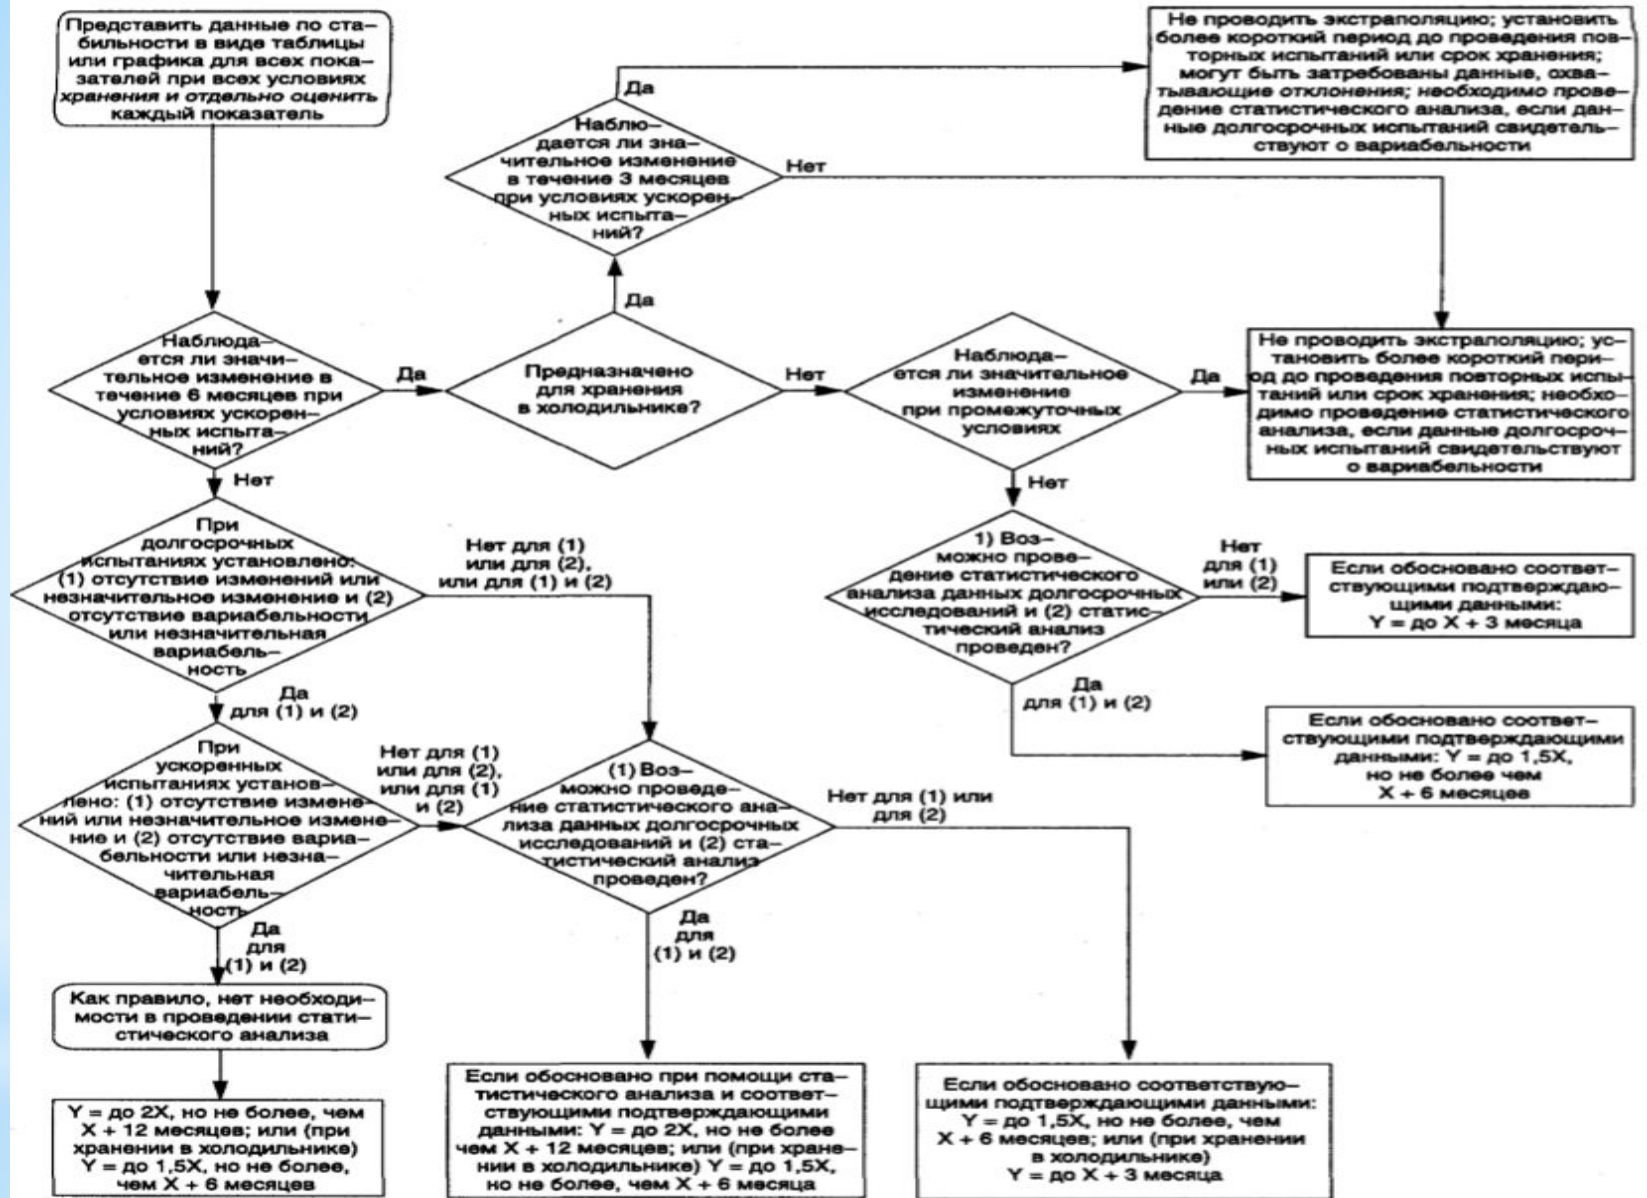 Представить данные по ста–
бильности в виде таблицы
или графика для всех пока–
зателей при всех условиях
хранения и отдельно оценить
каждый показатель
Не проводить экстраполяцию; установить
более короткий период до проведения пов–
торных испытаний или срок хранения;
могут быть затребованы данные, охва–
тывающие отклонения; необходимо прове–
дение статистического анализа, если дан–
ные долгосрочных испытаний свидетель–
ствуют о вариабельности
Да
Наблю–
дается ли зна–
чительное изменение
в течение 3 месяцев
при условиях ускорен–
ных испыта–
ний?
Нет
Да
Наблюда–
ется ли значи–
тельное изменение в
течение 6 месяцев при
условиях ускорен–
ных испыта–
ний?
Да
Предназначено
для хранения
в холодильнике?
Нет
Наблюда–
ется ли значительное
изменение
при промежуточных
условиях
Да
Не проводить экстраполяцию; ус–
тановить более короткий пери–
од до проведения повторных испы–
таний или срок хранения; необхо–
димо проведение статистического
анализа, если данные долгосроч–
ных испытаний свидетельствуют
о вариабельности
Нет
Нет
При
долгосрочных
испытаниях установлено:
(1) отсутствие изменений или
незначительное изменение и (2)
отсутствие вариабельности
или незначительная
вариабель–
ность
Нет для (1)
или для (2),
или для (1) и (2)
1) Воз–
можно прове–
дение статистического
анализа данных долгосрочных
исследований и (2) статис–
тический анализ
проведен?
Нет
для (1)
или (2)
Если обосновано соответ–
ствующими подтверждаю–
щими данными:
Y = до X + 3 месяца
Да
для (1) и (2)
Да
для (1) и (2)
Если обосновано соответ–
ствующими подтверждающими
данными: Y = до 1,5X,
но не более чем
X + 6 месяцев
При
ускоренных
испытаниях установ–
лено: (1) отсутствие измене–
ний или незначительное измене–
ние и (2) отсутствие вариа–
бельности или незна–
чительная
вариабель–
ность
Нет для (1)
или для (2),
или для (1)
и (2)
(1) Воз–
можно проведе–
ние статистического ана–
лиза данных долгосрочных
исследований и (2) ста–
тистический анализ
проведен?
Нет для (1) или
для (2)
Да
для
(1) и (2)
Да
для
(1) и (2)
Как правило, нет необходи–
мости в проведении стати–
стического анализа
Y = до 2X, но не более, чем
X + 12 месяцев; или (при
хранении в холодильнике)
Y = до 1,5X, но не более,
чем X + 6 месяцев
Если обосновано при помощи ста–
тистического анализа и соответ–
ствующими подтверждающими
данными: Y = до 2X, но не более
чем X + 12 месяцев; или (при хране–
нии в холодильнике) Y = до 1,5X,
но не более, чем X + 6 месяца
Если обосновано соответствую–
щими подтверждающими данными:
Y = до 1,5X, но не более, чем
X + 6 месяцев; или (при хранении
в холодильнике)
Y = до X + 3 месяца